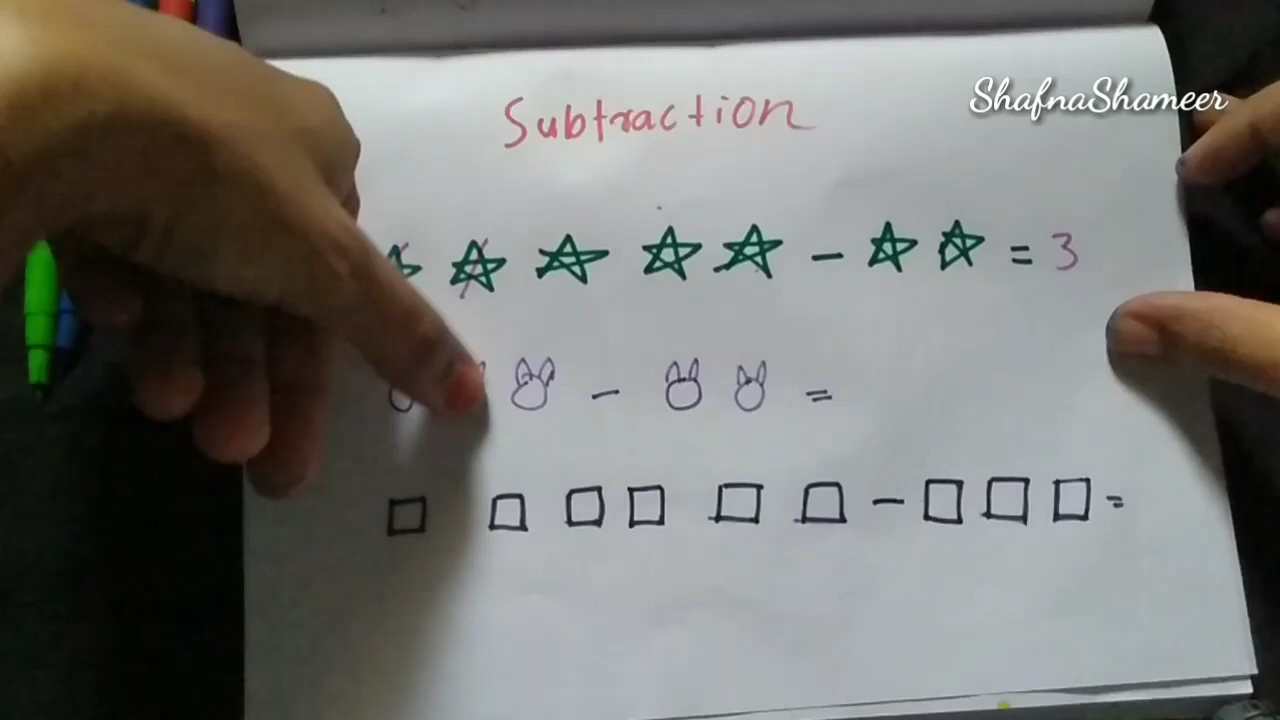 ShafnaShameer
Subtraction
- = 3
- =
- =